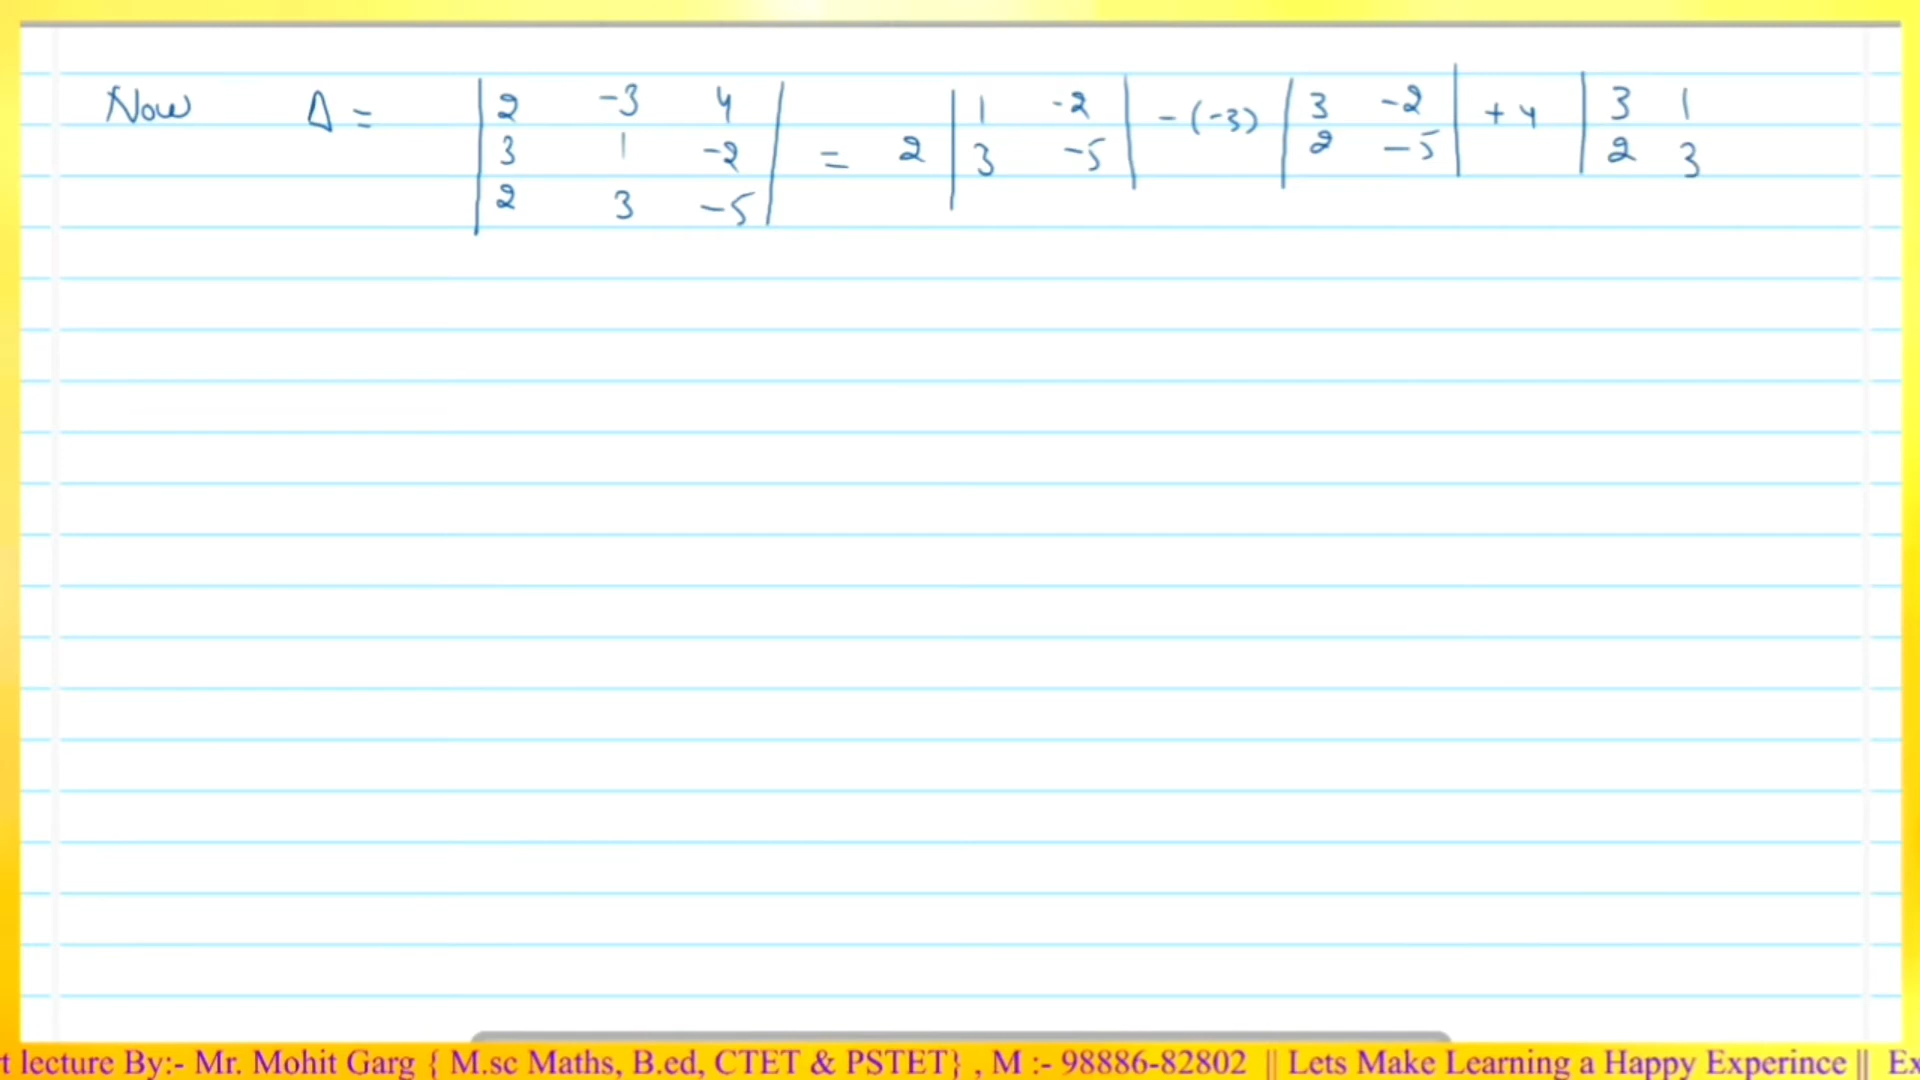 Now Δ = | 2 -3 4 | = 2 | 1 -2 | - (-3) | 3 -2 | + 4 | 3 1
3 1 -2 3 -5 2 -5 2 3
2 3 -5
t lecture By:- Mr. Mohit Garg { M.sc Maths, B.ed, CTET & PSTET} , M :- 98886-82802 || Lets Make Learning a Happy Experince || Ex